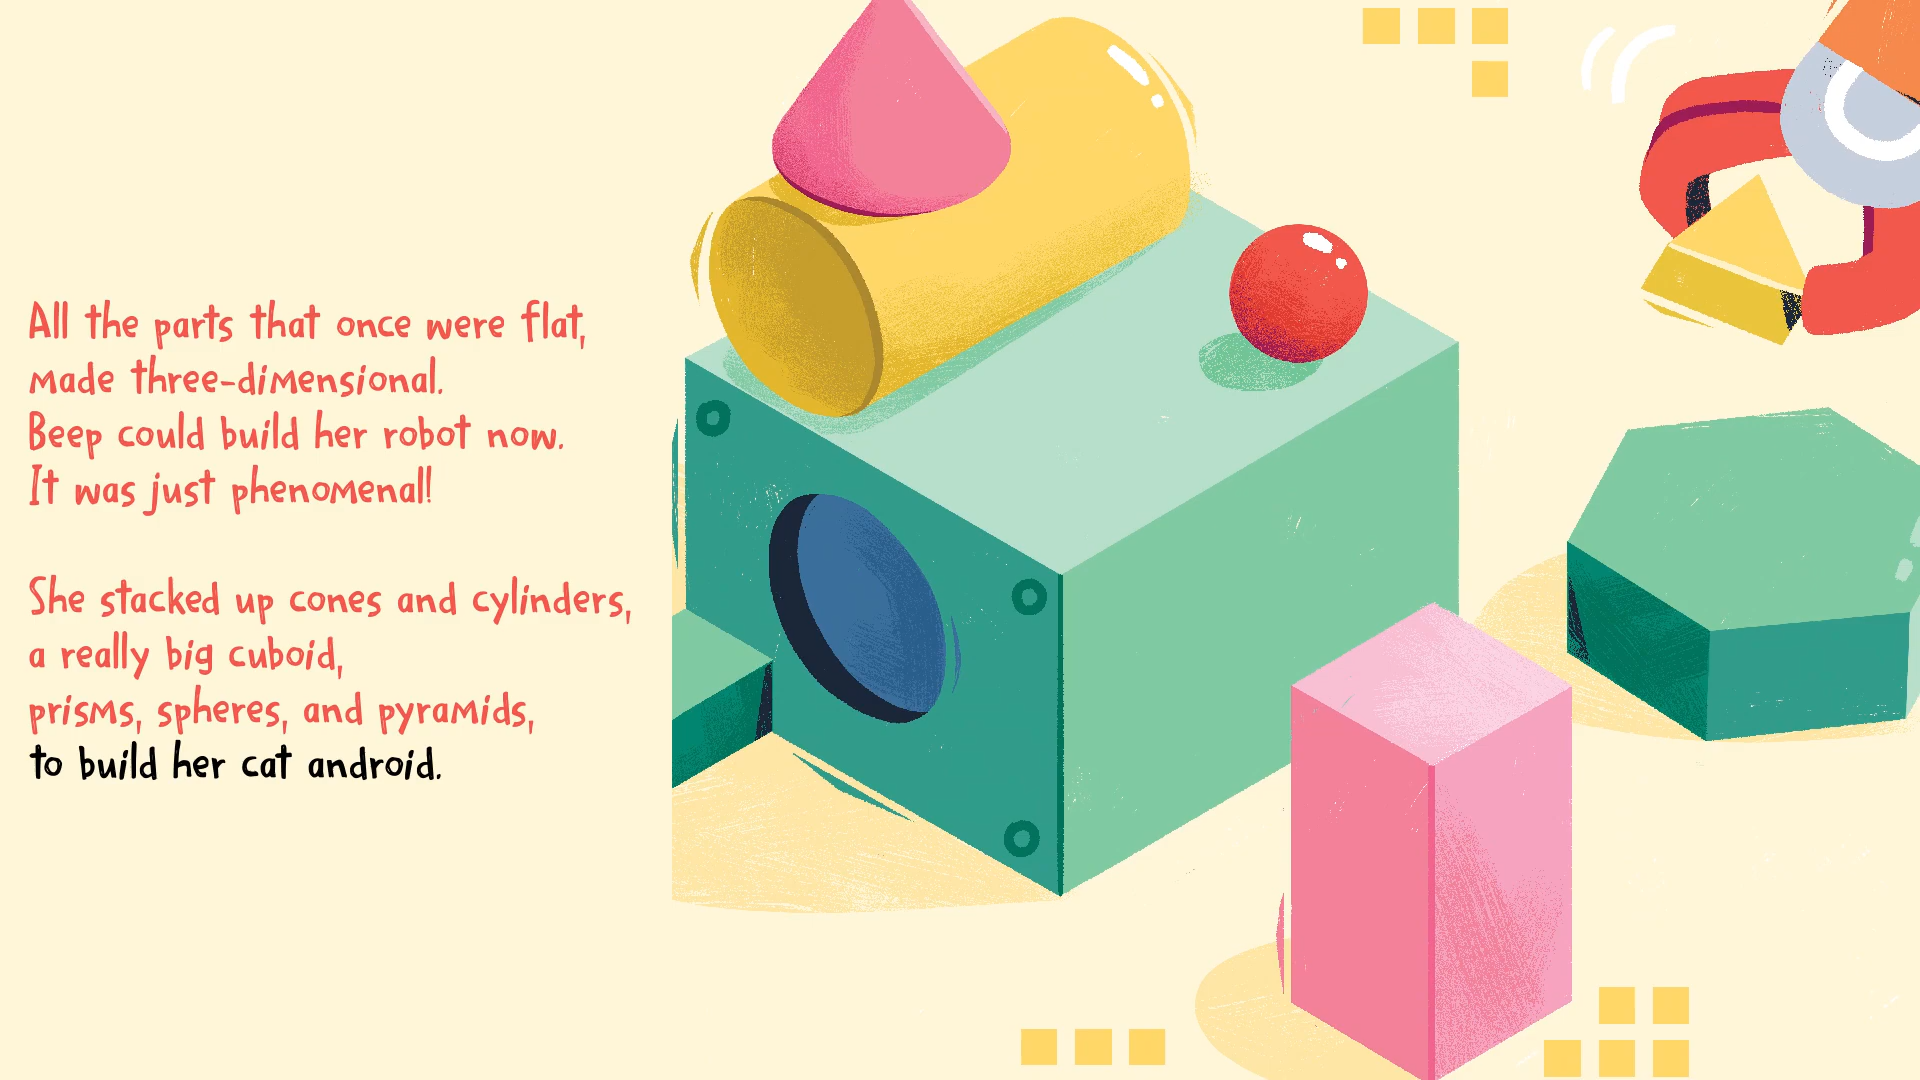 All the parts that once were flat,
made three-dimensional.
Beep could build her robot now.
It was just phenomenal!
She stacked up cones and cylinders,
a really big cuboid,
prisms, spheres, and pyramids,
to build her cat android.